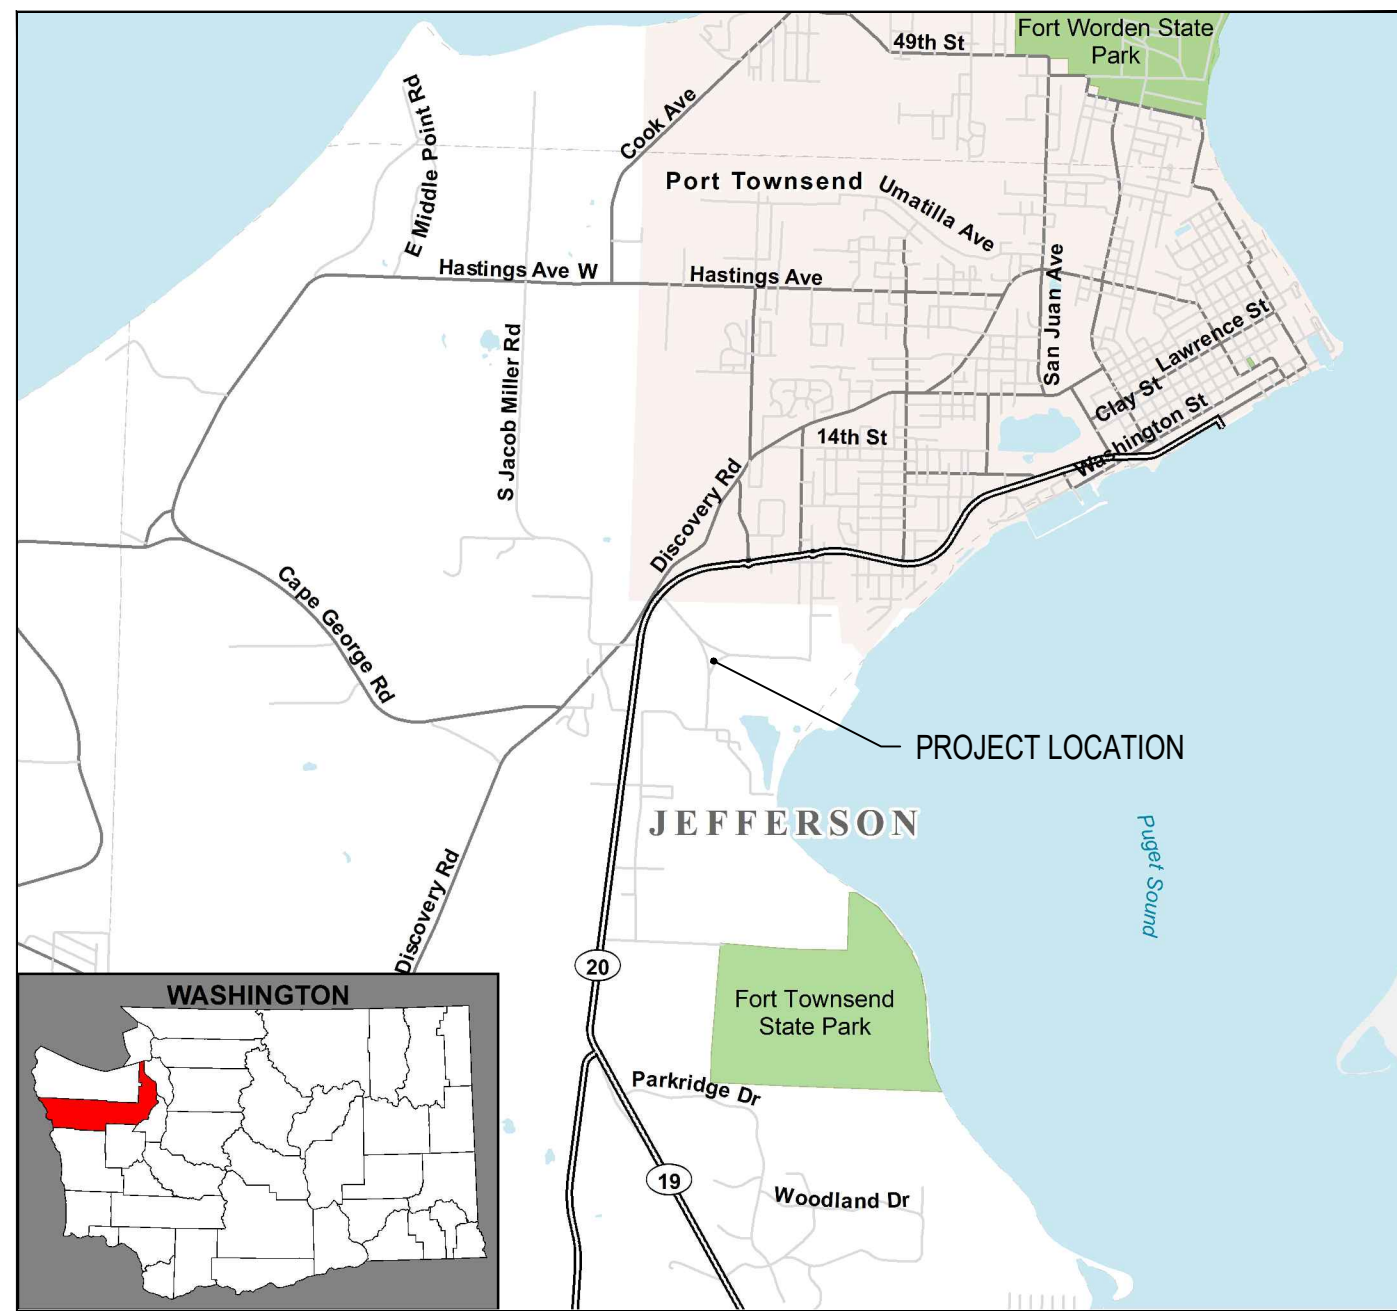 Fort Worden State
Park
49th St
E Middle Point Rd
Cook Ave
Port Townsend
Umatilla Ave
Hastings Ave W
Hastings Ave
San Juan Ave
Lawrence St
S Jacob Miller Rd
Clay St
Washington St
14th St
Discovery Rd
Cape George Rd
PROJECT LOCATION
JEFFERSON
Puget Sound
Discovery Rd
20
Fort Townsend
State Park
WASHINGTON
Parkridge Dr
19
Woodland Dr